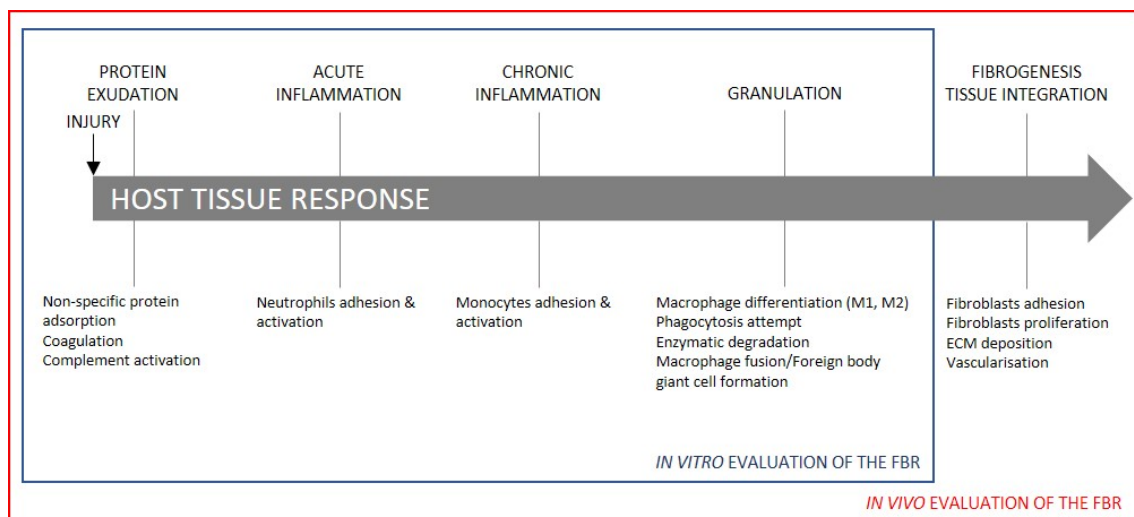 PROTEIN
EXUDATION
ACUTE
INFLAMMATION
CHRONIC
INFLAMMATION
GRANULATION
FIBROGENESIS
TISSUE INTEGRATION
INJURY
HOST TISSUE RESPONSE
Non-specific protein
adsorption
Coagulation
Complement activation
Neutrophils adhesion &
activation
Monocytes adhesion &
activation
Macrophage differentiation (M1, M2)
Phagocytosis attempt
Enzymatic degradation
Macrophage fusion/Foreign body
giant cell formation
Fibroblasts adhesion
Fibroblasts proliferation
ECM deposition
Vascularisation
IN VITRO EVALUATION OF THE FBR
IN VIVO EVALUATION OF THE FBR